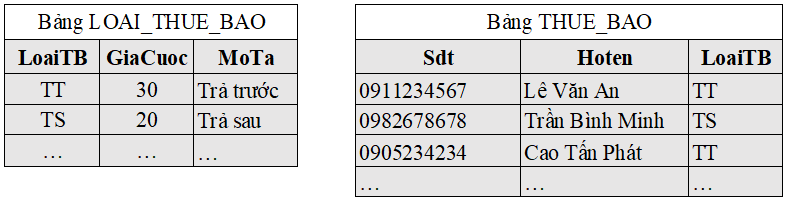 Bảng LOAI_THUE_BAO
LoaiTB GiaCuoc MoTa
TT 30 Trả trước
TS 20 Trả sau
... ... ...
Bảng THUE_BAO
Sdt Hoten LoaiTB
0911234567 Lê Văn An TT
0982678678 Trần Bình Minh TS
0905234234 Cao Tấn Phát TT
... ... ...